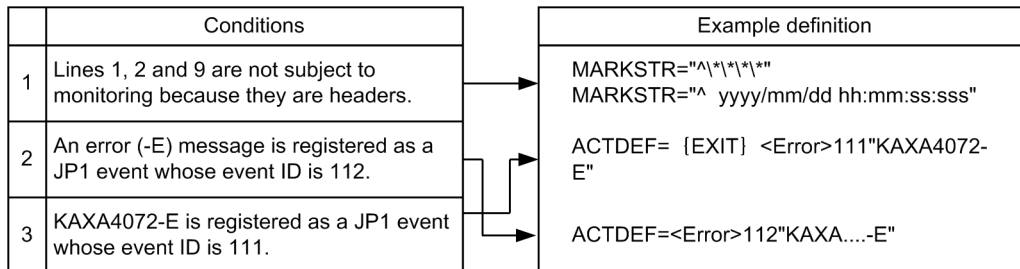 Conditions
1
Lines 1, 2 and 9 are not subject to
monitoring because they are headers.
2
An error (-E) message is registered as a
JP1 event whose event ID is 112.
3
KAXA4072-E is registered as a JP1 event
whose event ID is 111.
Example definition
MARKSTR="^\*\*\*\*"
MARKSTR="^  yyyy/mm/dd hh:mm:ss:sss"
ACTDEF= {EXIT} <Error>111"KAXA4072-
E"
ACTDEF=<Error>112"KAXA....-E"